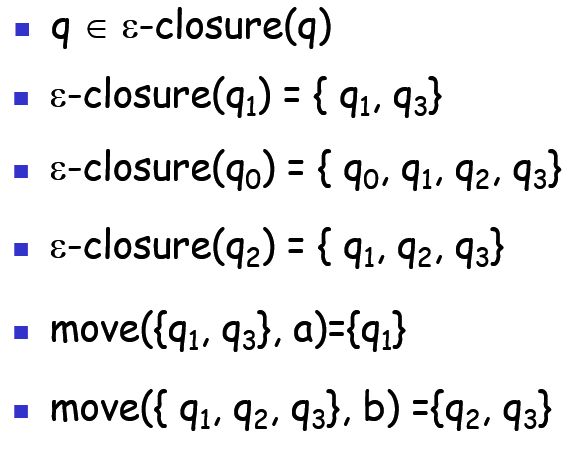 ▪ q ∈ ε-closure(q)
▪ ε-closure(q₁) = { q₁, q₃}
▪ ε-closure(q₀) = { q₀, q₁, q₂, q₃}
▪ ε-closure(q₂) = { q₁, q₂, q₃}
▪ move({q₁, q₃}, a)={q₁}
▪ move({ q₁, q₂, q₃}, b) ={q₂, q₃}